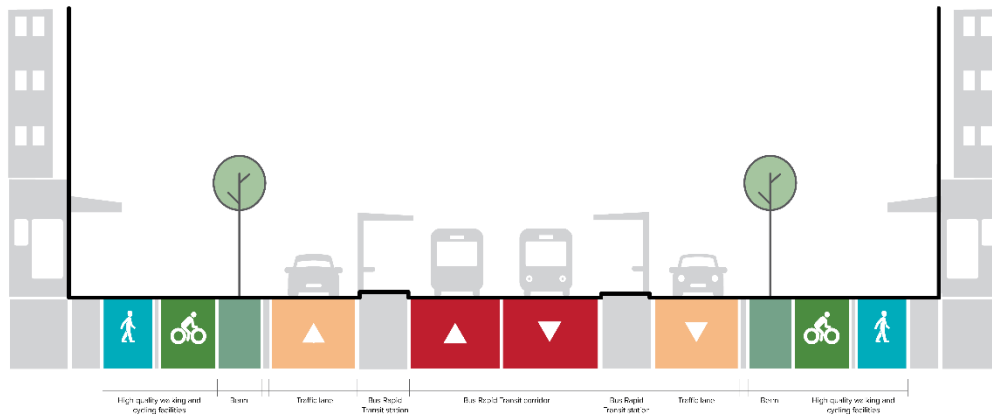 High quality walking and
cycling facilities
Berm
Traffic lane
Bus Rapid
Transit station
Bus Rapid Transit corridor
Bus Rapid
Transit station
Traffic lane
Berm
High quality walking and
cycling facilities